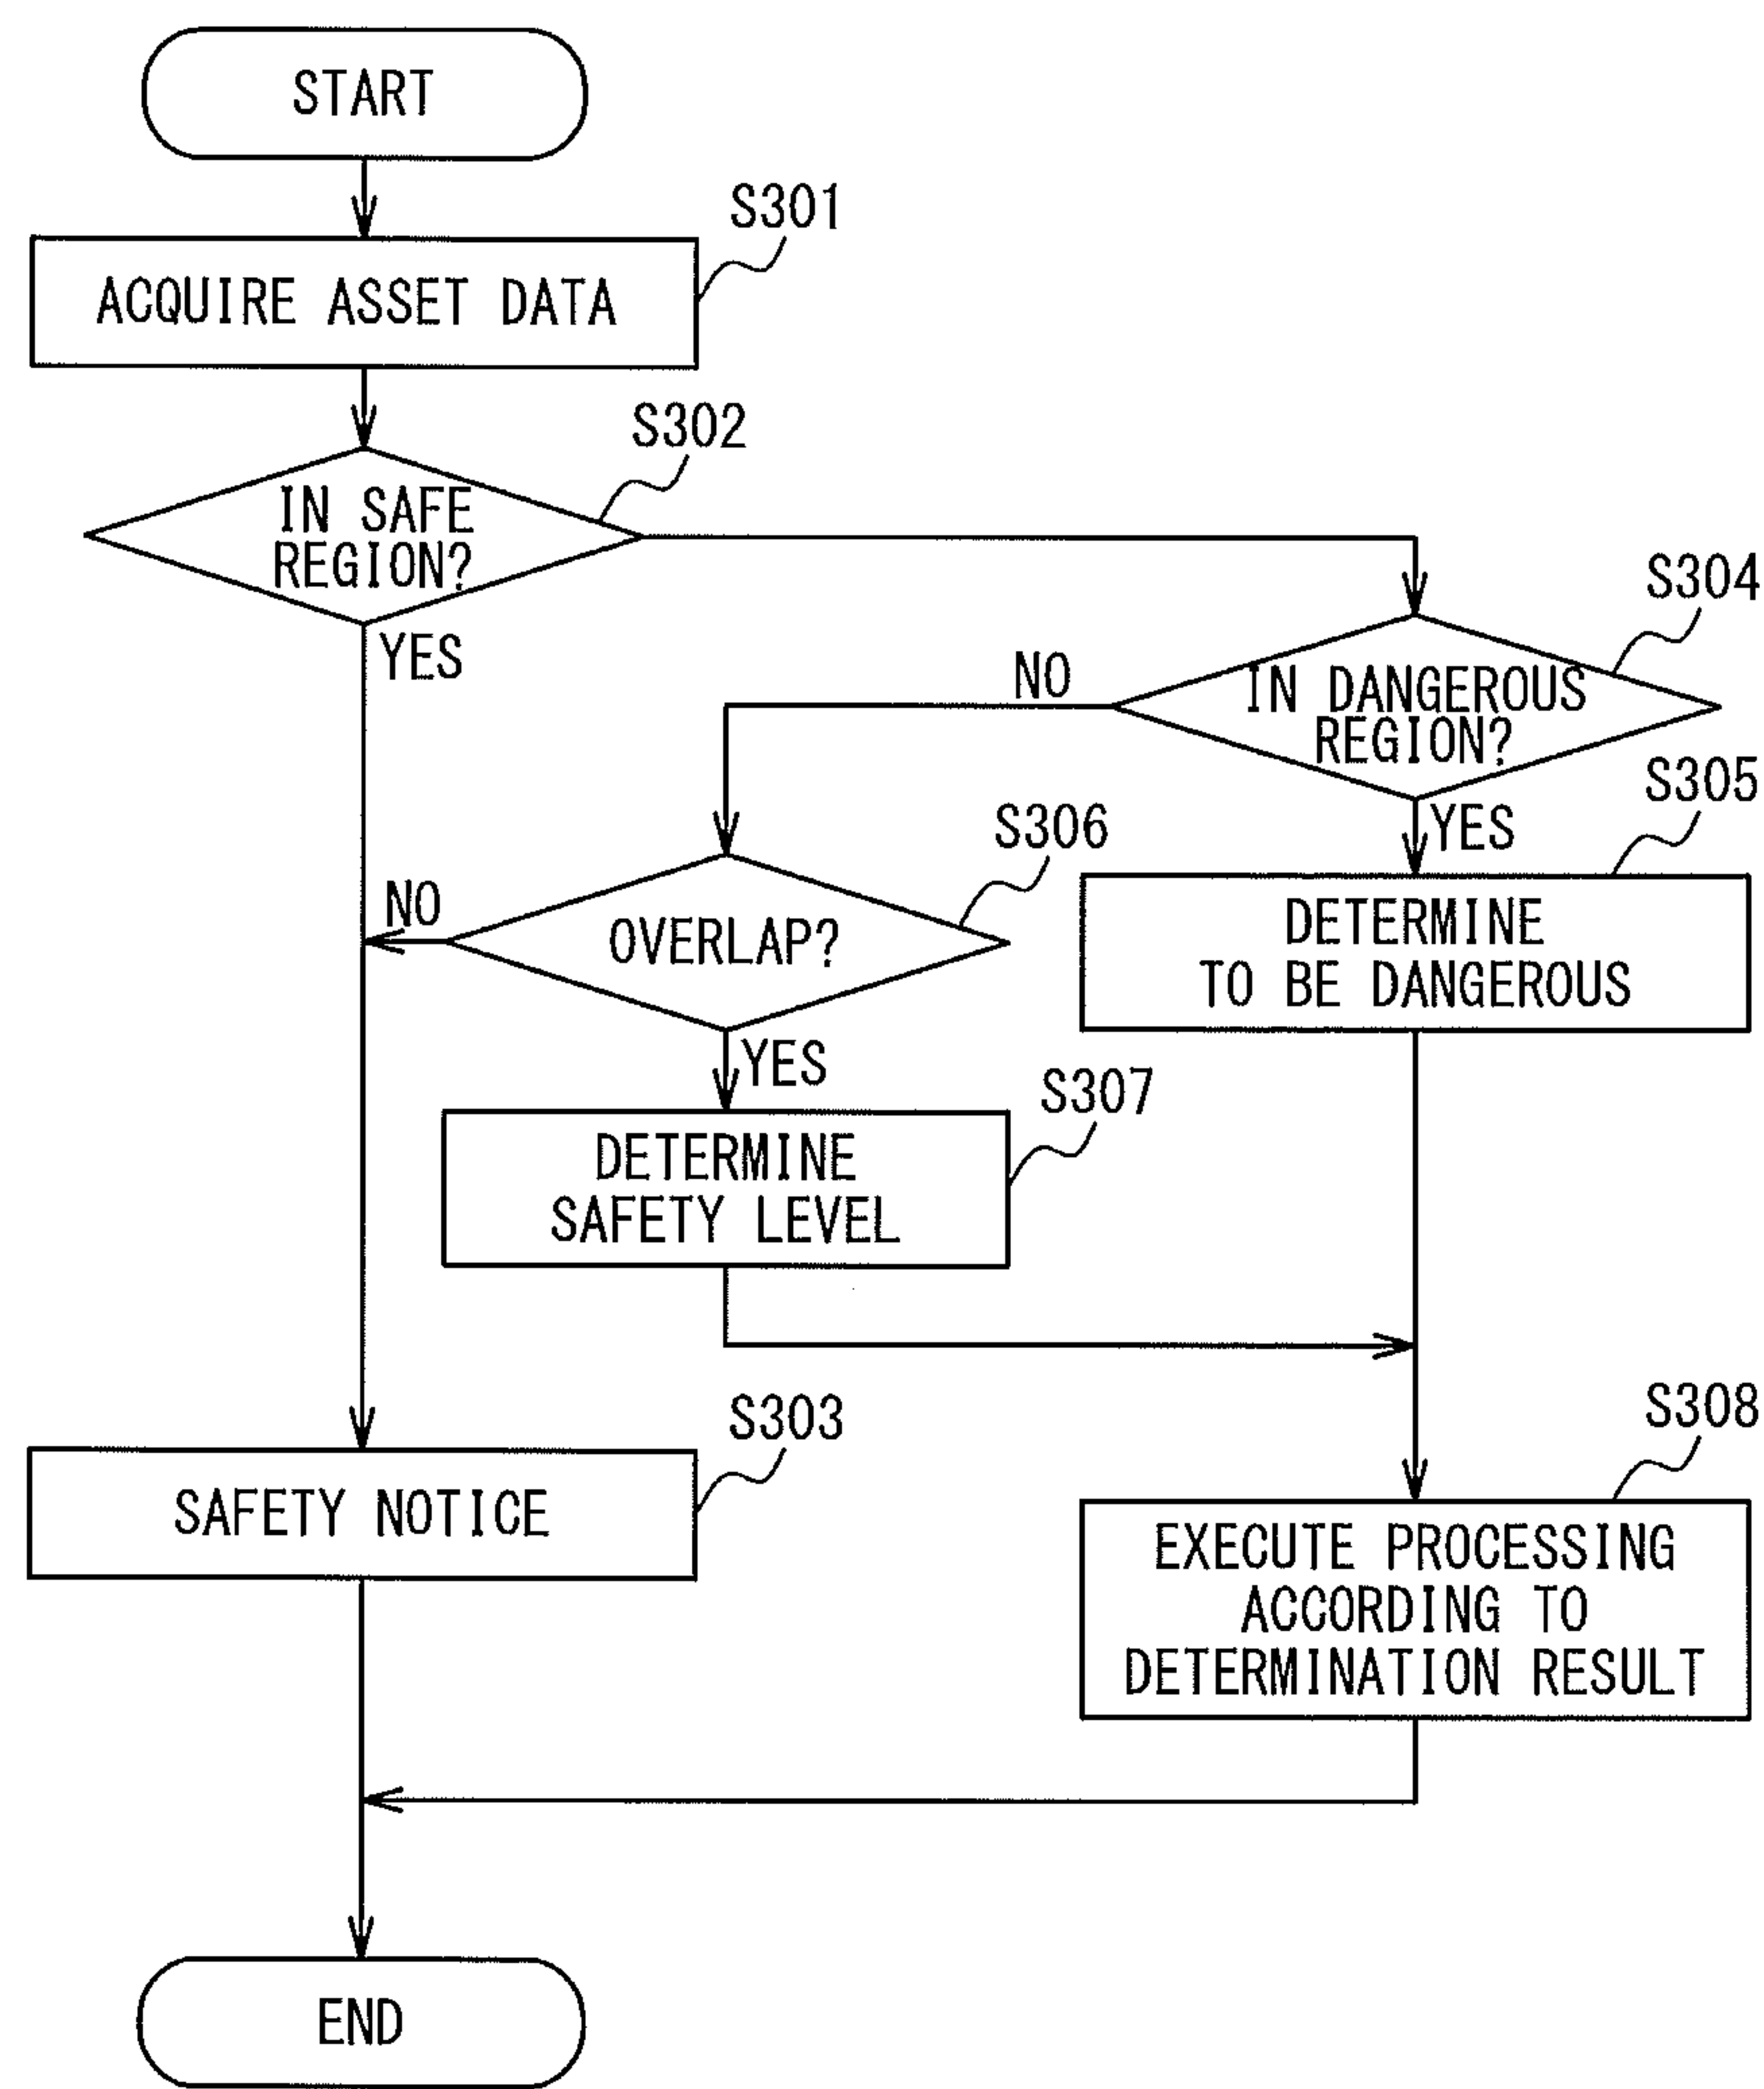 START
S301
ACQUIRE ASSET DATA
S302
IN SAFE
REGION?
YES
S304
NO
IN DANGEROUS
REGION?
S305
YES
S306
NO
OVERLAP?
DETERMINE
TO BE DANGEROUS
YES
S307
DETERMINE
SAFETY LEVEL
S303
S308
SAFETY NOTICE
EXECUTE PROCESSING
ACCORDING TO
DETERMINATION RESULT
END